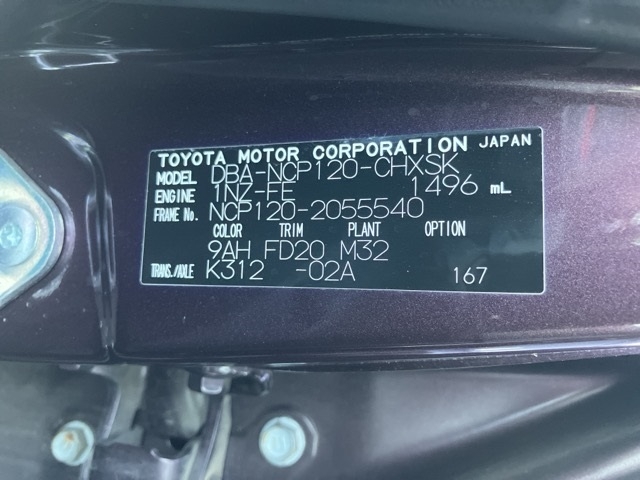 TOYOTA MOTOR CORPORATION JAPAN
MODEL DBA-NCP120-CHXSK
ENGINE 1NZ-FE 1496 mL
FRAME No. NCP120-2055540
COLOR TRIM PLANT OPTION
9AH FD20 M32
TRANS./AXLE K312 -02A 167